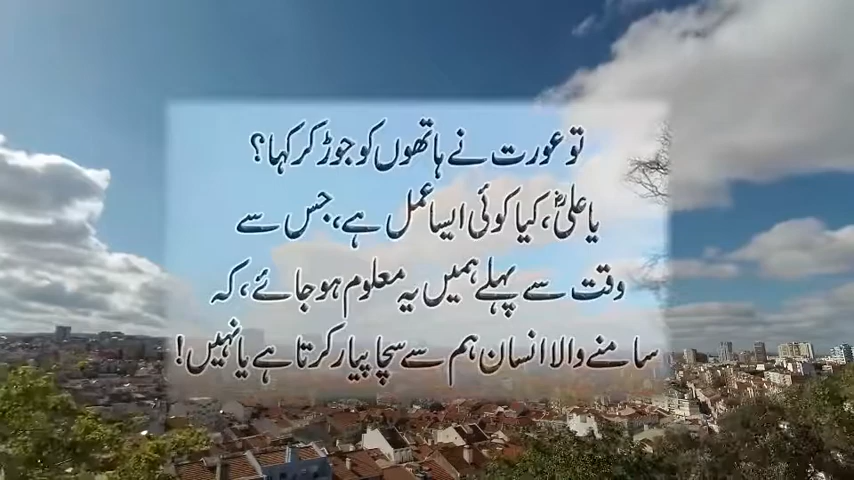 تو عورت نے ہاتھوں کو جوڑ کر کہا؟
یا علیؓ، کیا کوئی ایسا عمل ہے، جس سے
وقت سے پہلے ہمیں یہ معلوم ہو جائے، کہ
سامنے والا انسان ہم سے سچا پیار کرتا ہے یا نہیں!